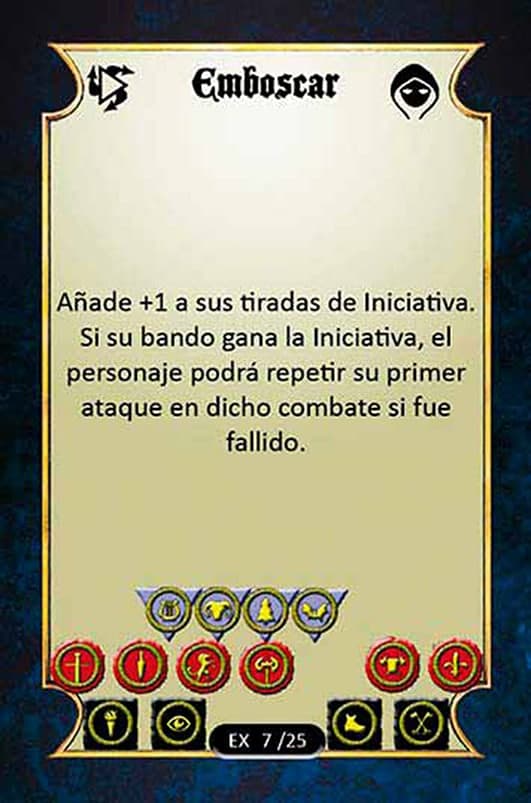 Emboscar
Añade +1 a sus tiradas de Iniciativa.
Si su bando gana la Iniciativa, el
personaje podrá repetir su primer
ataque en dicho combate si fue
fallido.
EX 7 /25